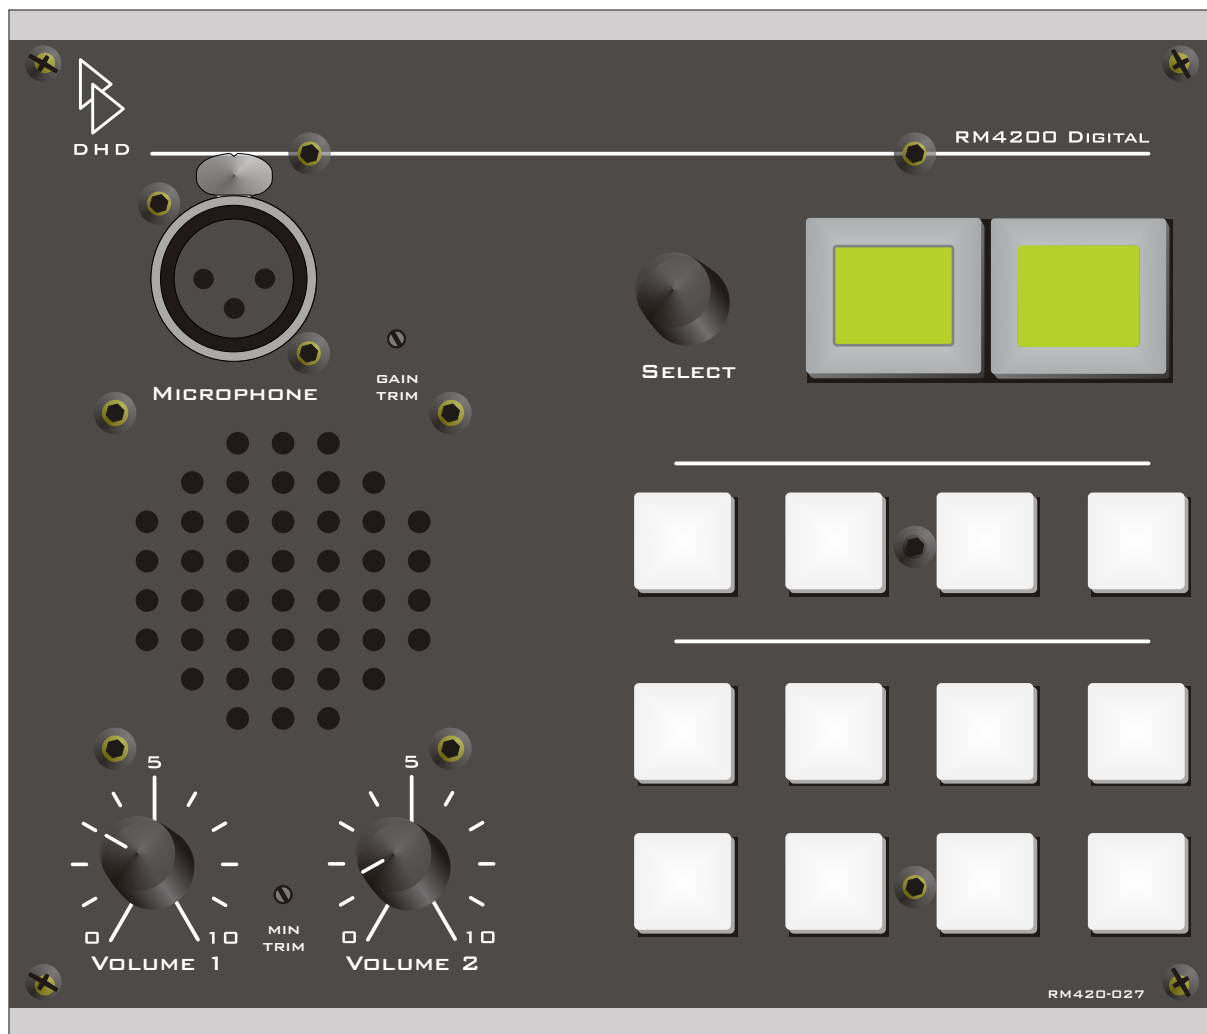 DHD
RM4200 DIGITAL
MICROPHONE
GAIN
TRIM
SELECT
5
5
0
10
0
10
MIN
TRIM
VOLUME 1
VOLUME 2
RM420-027